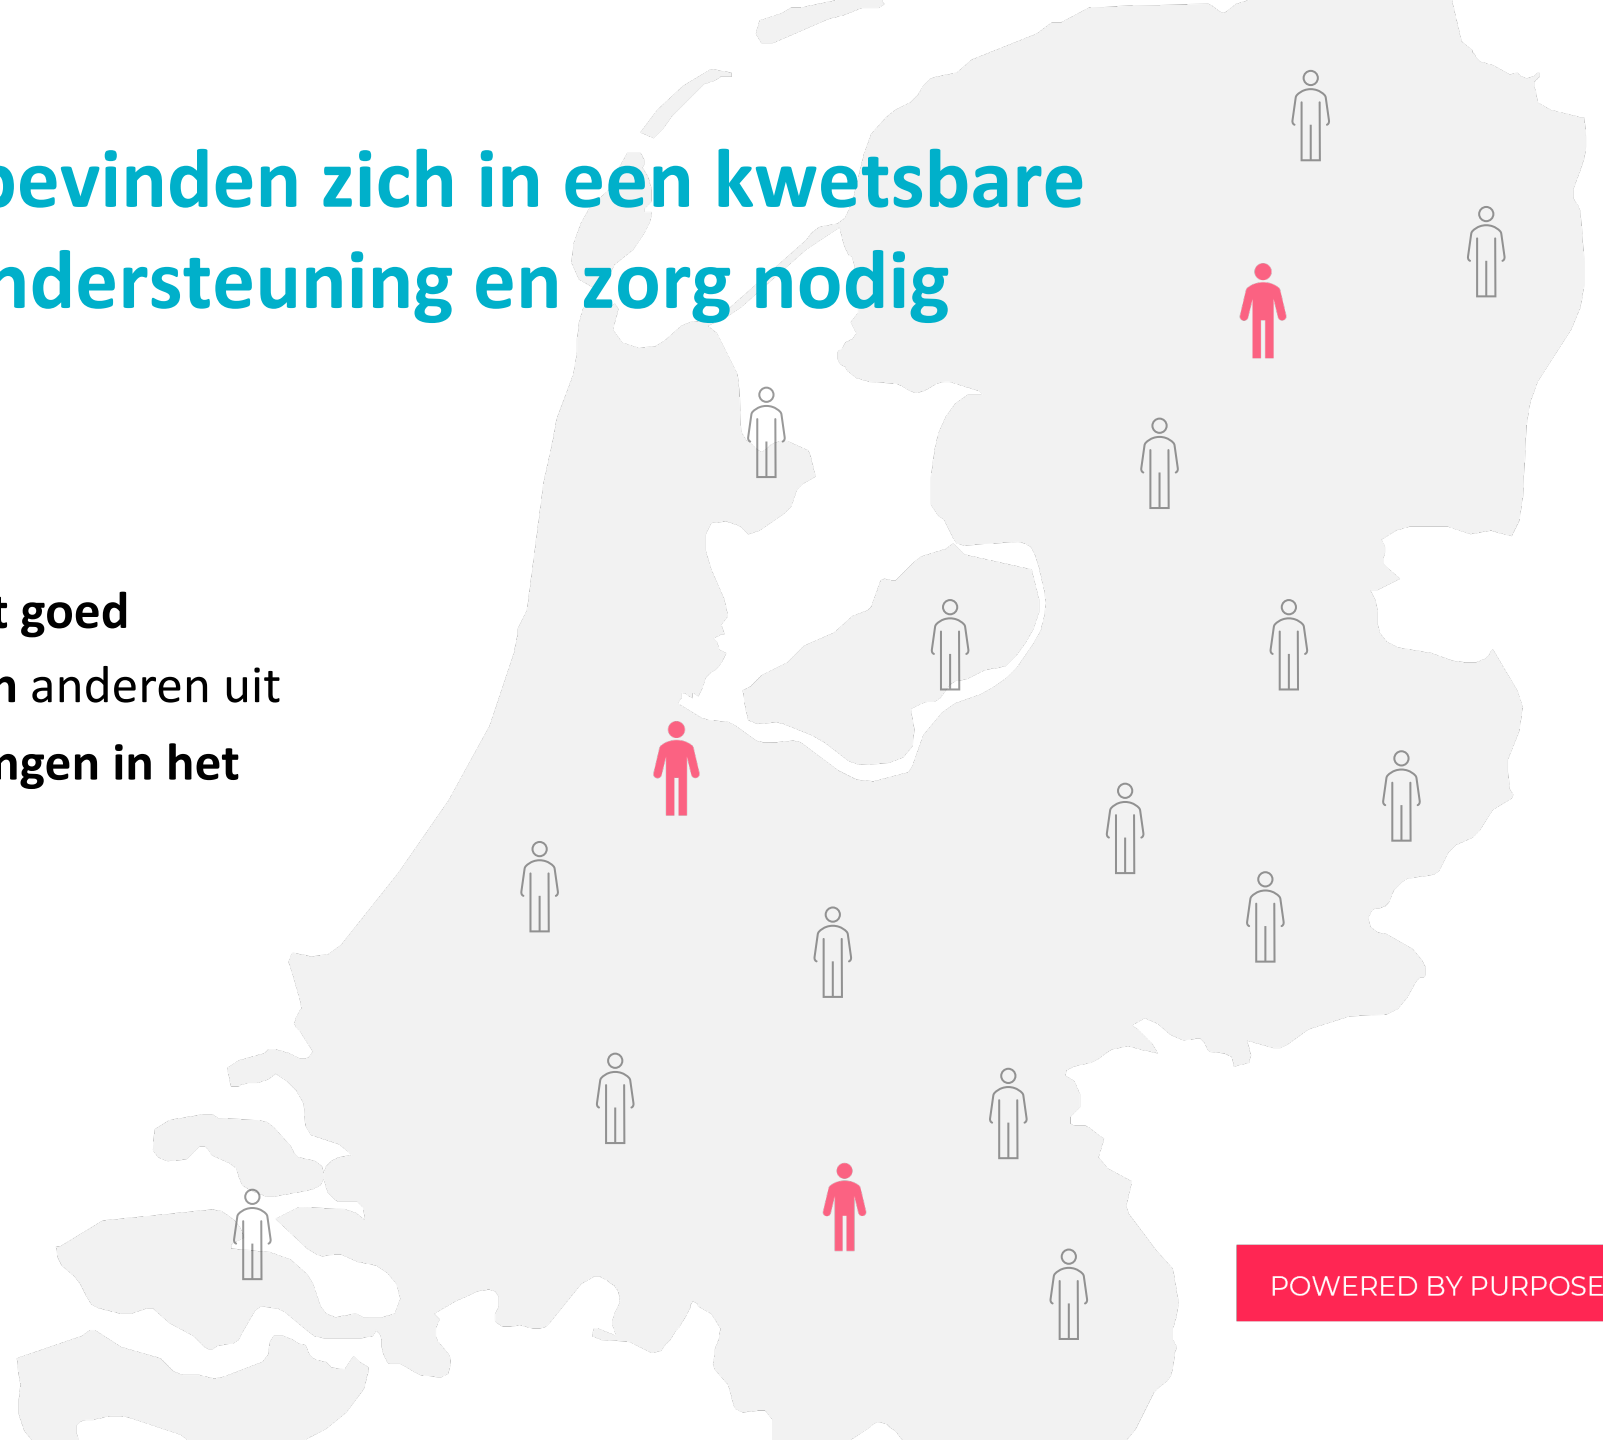 bevinden zich in een kwetsbare
ndersteuning en zorg nodig
t goed
n anderen uit
ngen in het
POWERED BY PURPOSE